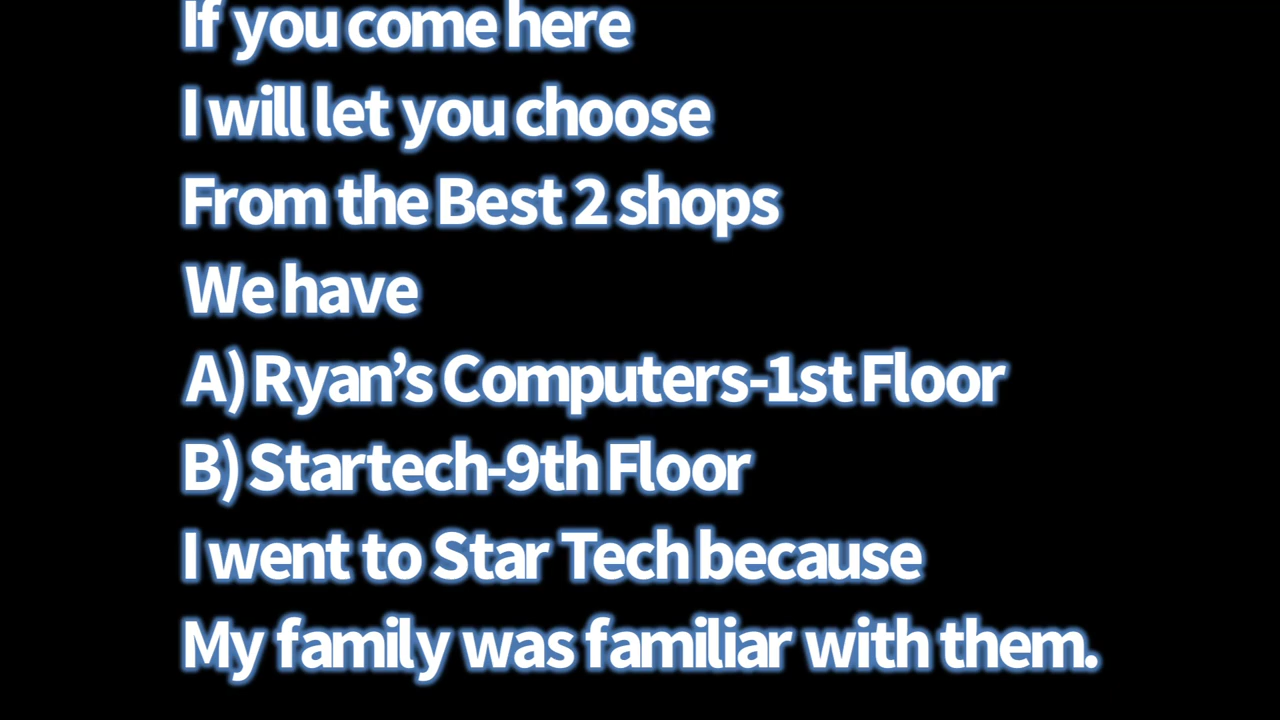 If you come here
I will let you choose
From the Best 2 shops
We have
A) Ryan’s Computers-1st Floor
B) Startech-9th Floor
I went to Star Tech because
My family was familiar with them.